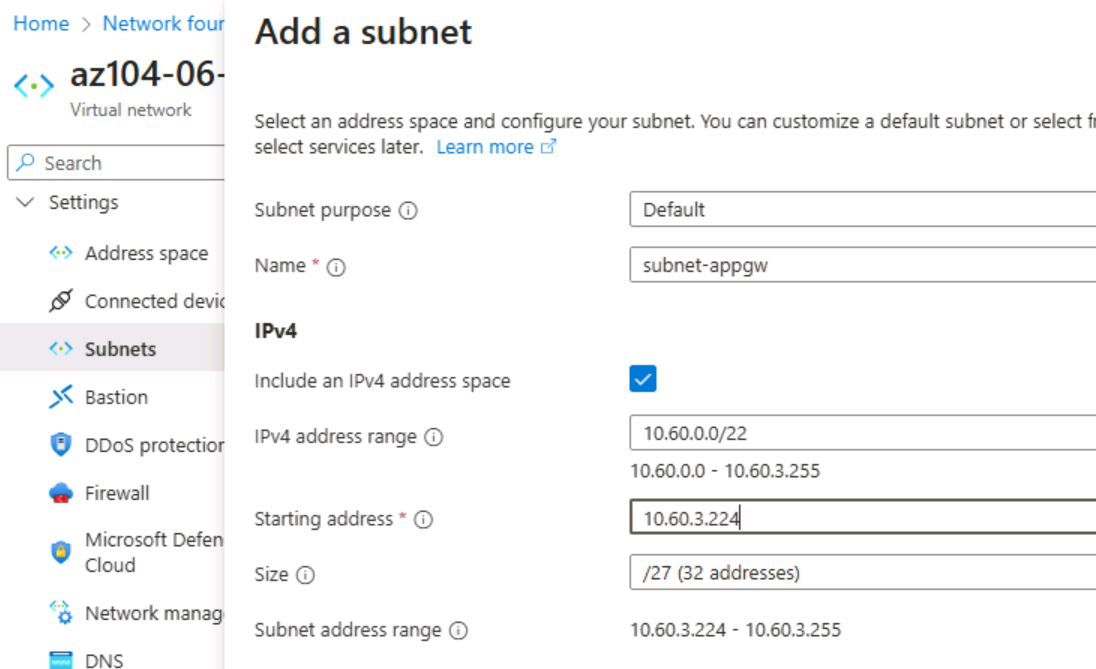 Home > Network four
az104-06-
Virtual network
Search
Settings
Address space
Connected devic
Subnets
Bastion
DDoS protection
Firewall
Microsoft Defen
Cloud
Network manag
DNS
Add a subnet
Select an address space and configure your subnet. You can customize a default subnet or select fr
select services later. Learn more
Subnet purpose
Default
Name *
subnet-appgw
IPv4
Include an IPv4 address space
IPv4 address range
10.60.0.0/22
10.60.0.0 - 10.60.3.255
Starting address *
10.60.3.224
Size
/27 (32 addresses)
Subnet address range
10.60.3.224 - 10.60.3.255